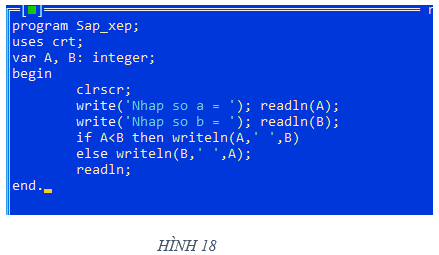 program Sap_xep;
uses crt;
var A, B: integer;
begin
clrscr;
write('Nhap so a = '); readln(A);
write('Nhap so b = '); readln(B);
if A<B then writeln(A,' ',B)
else writeln(B,' ',A);
readln;
end.
HÌNH 18